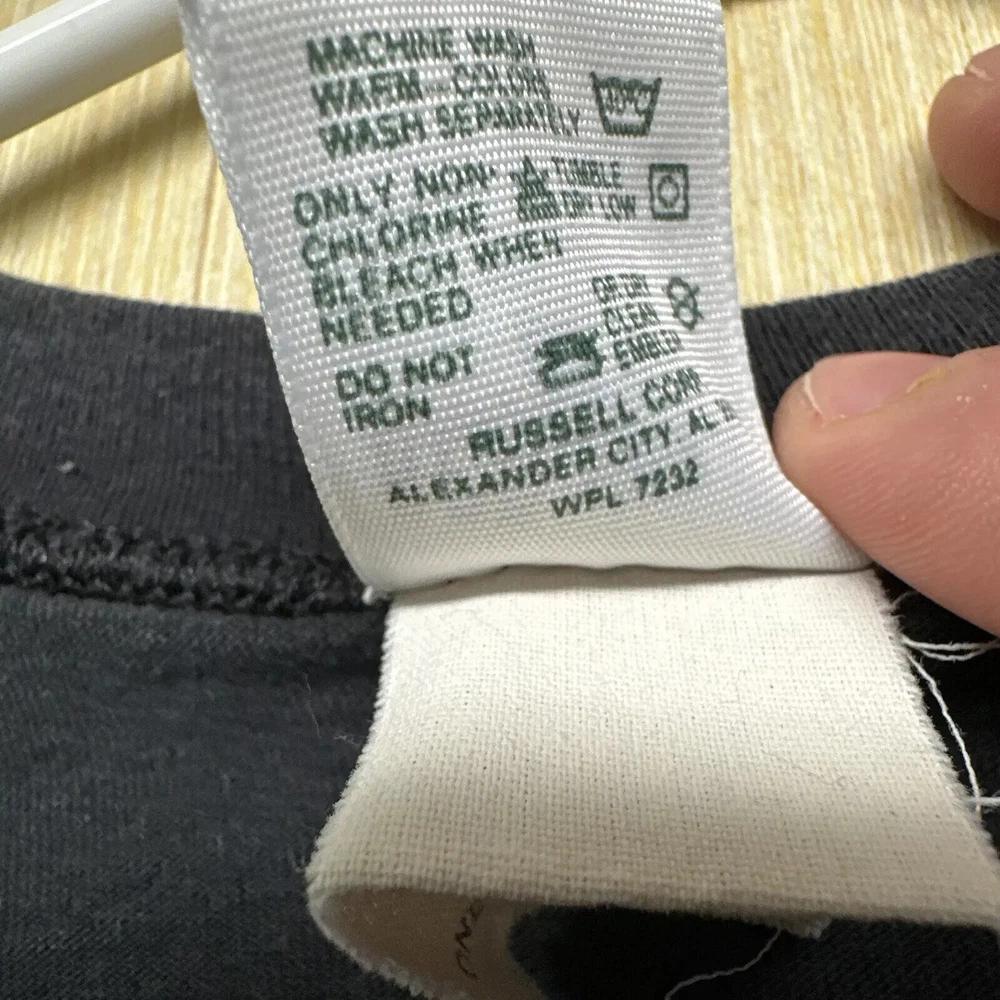 MACHINE WASH
WARM - COLORS
WASH SEPARATELY
ONLY NON-
CHLORINE
BLEACH WHEN
NEEDED
TUMBLE
DRY LOW
DO NOT
IRON
CLEAN
RUSSELL CORP
ALEXANDER CITY, AL
WPL 7232